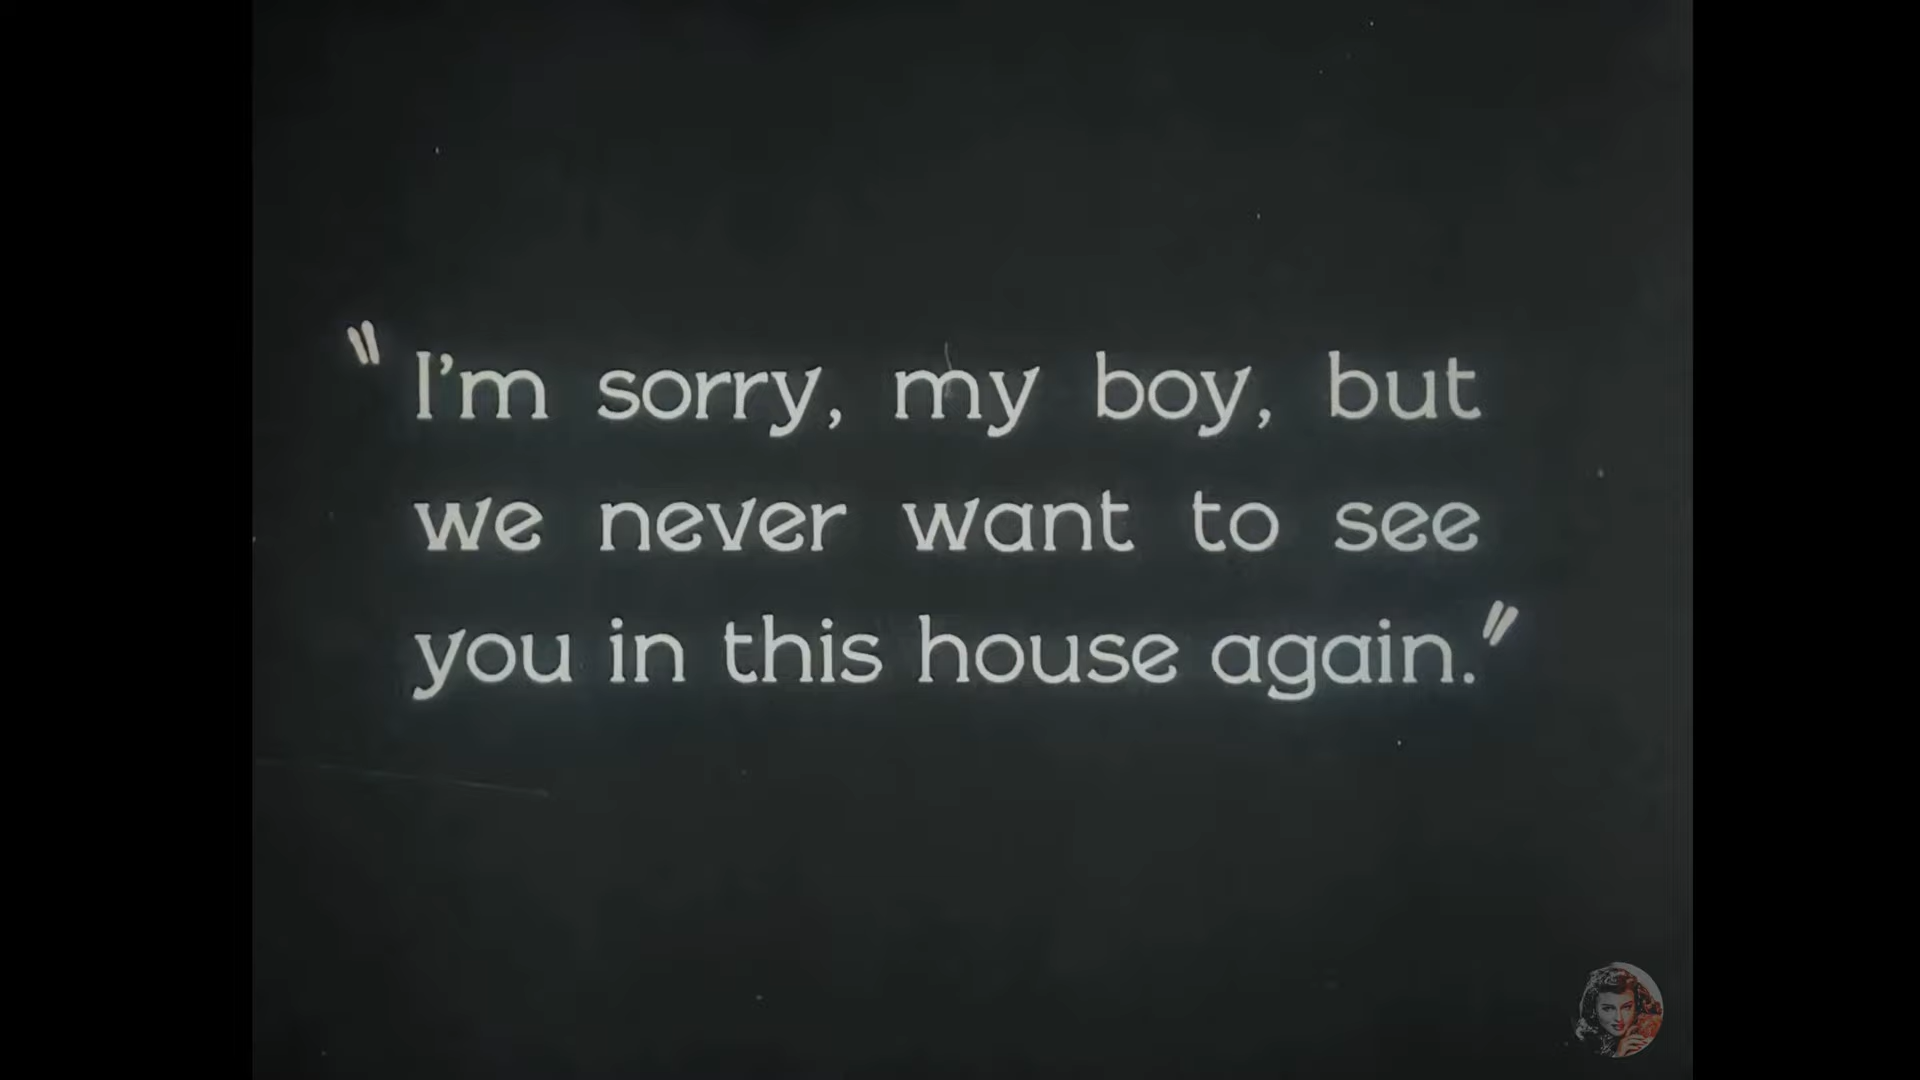 "I'm sorry, my boy, but
we never want to see
you in this house again."